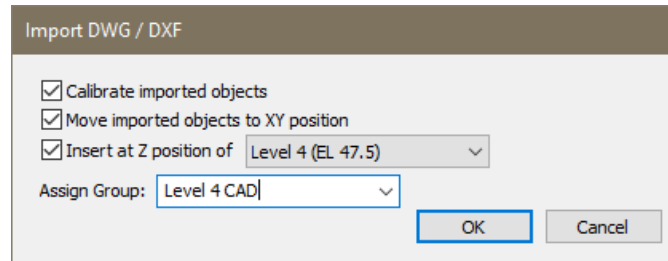 Import DWG / DXF
Calibrate imported objects
Move imported objects to XY position
Insert at Z position of Level 4 (EL 47.5)
Assign Group: Level 4 CAD
OK Cancel